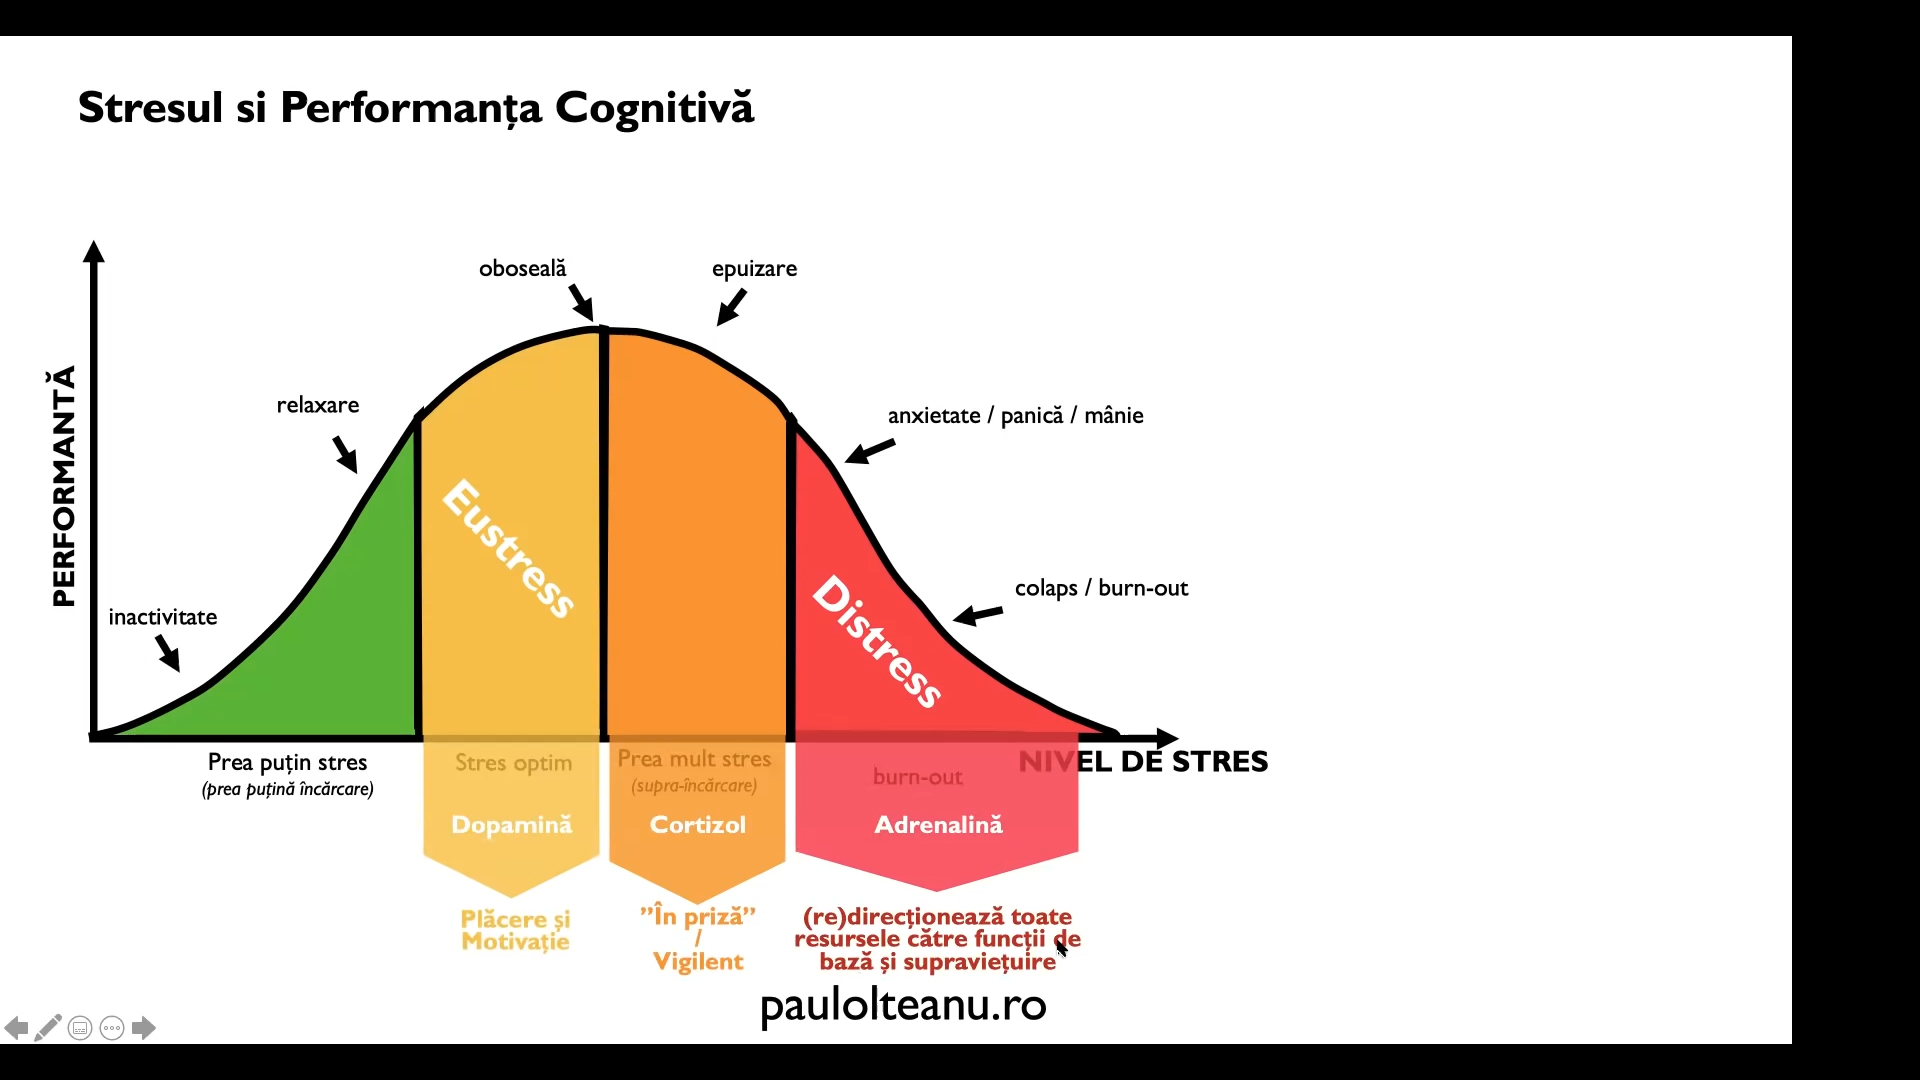 Stresul si Performanța Cognitivă
oboseală
epuizare
relaxare
anxietate / panică / mânie
PERFORMANTĂ
inactivitate
colaps / burn-out
Eustress
Distress
Prea puțin stres
(prea puțină încărcare)
Stres optim
Prea mult stres
(supra-încărcare)
burn-out
NIVEL DE STRES
Dopamină
Cortizol
Adrenalină
Plăcere și
Motivație
”În priză”
/
Vigilent
(re)direcționează toate
resursele către funcții de
bază și supraviețuire
paulolteanu.ro